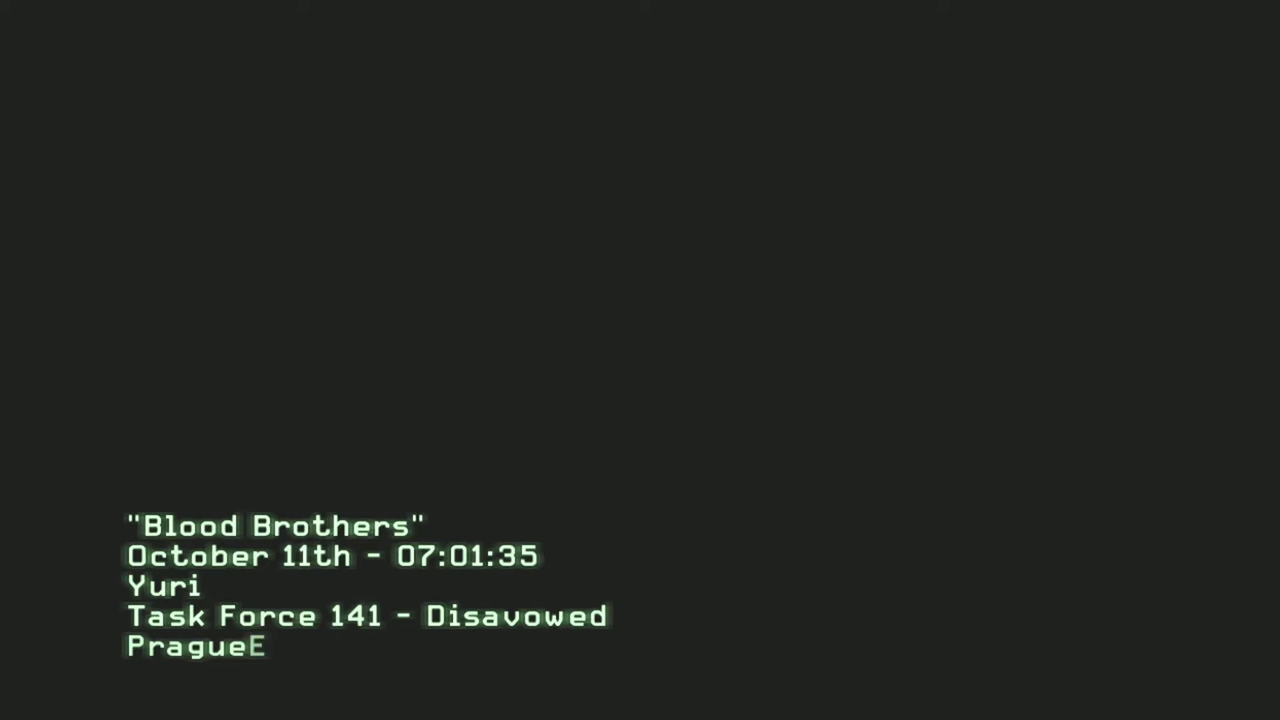 "Blood Brothers"
October 11th - 07:01:35
Yuri
Task Force 141 - Disavowed
PragueE